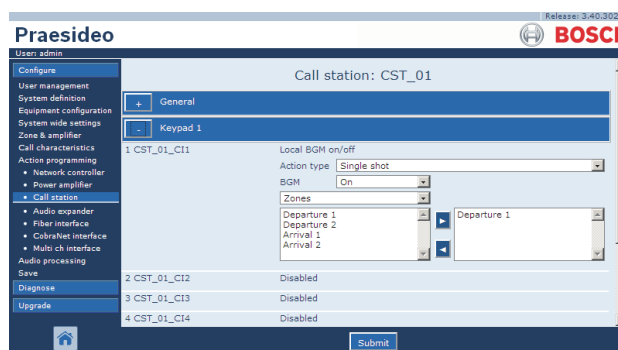 Release: 3.40.302
Praesideo
BOSCH
User: admin
Configure
User management
System definition
Equipment configuration
System wide settings
Zone & amplifier
Call characteristics
Action programming
• Network controller
• Power amplifier
• Call station
• Audio expander
• Fiber interface
• CobraNet interface
• Multi ch interface
Audio processing
Save
Diagnose
Upgrade
Call station: CST_01
+ General
- Keypad 1
1 CST_01_CI1 Local BGM on/off
Action type Single shot
BGM On
Zones
Departure 1
Departure 2
Arrival 1
Arrival 2
Departure 1
2 CST_01_CI2 Disabled
3 CST_01_CI3 Disabled
4 CST_01_CI4 Disabled
Submit